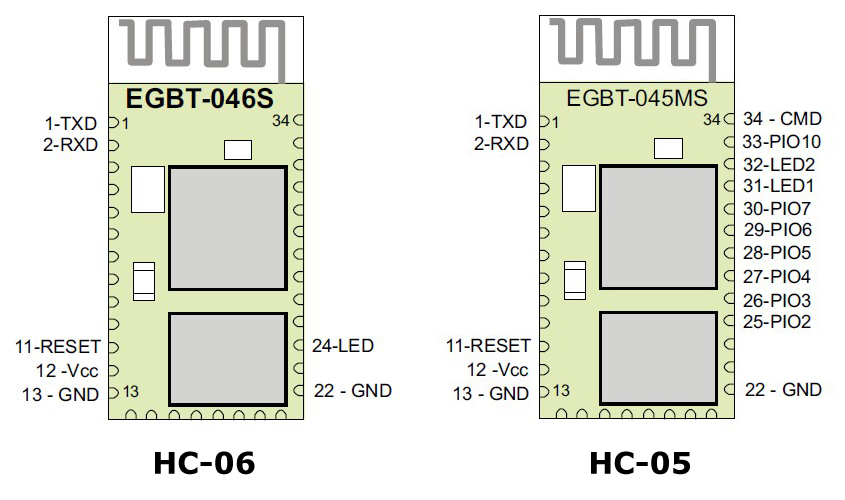 EGBT-046S
1-TXD
1
34
2-RXD
11-RESET
24-LED
12 -Vcc
13 - GND
13
22 - GND
HC-06
EGBT-045MS
1-TXD
1
34
34 - CMD
2-RXD
33-PIO10
32-LED2
31-LED1
30-PIO7
29-PIO6
28-PIO5
27-PIO4
26-PIO3
25-PIO2
11-RESET
12 -Vcc
13 - GND
13
22 - GND
HC-05